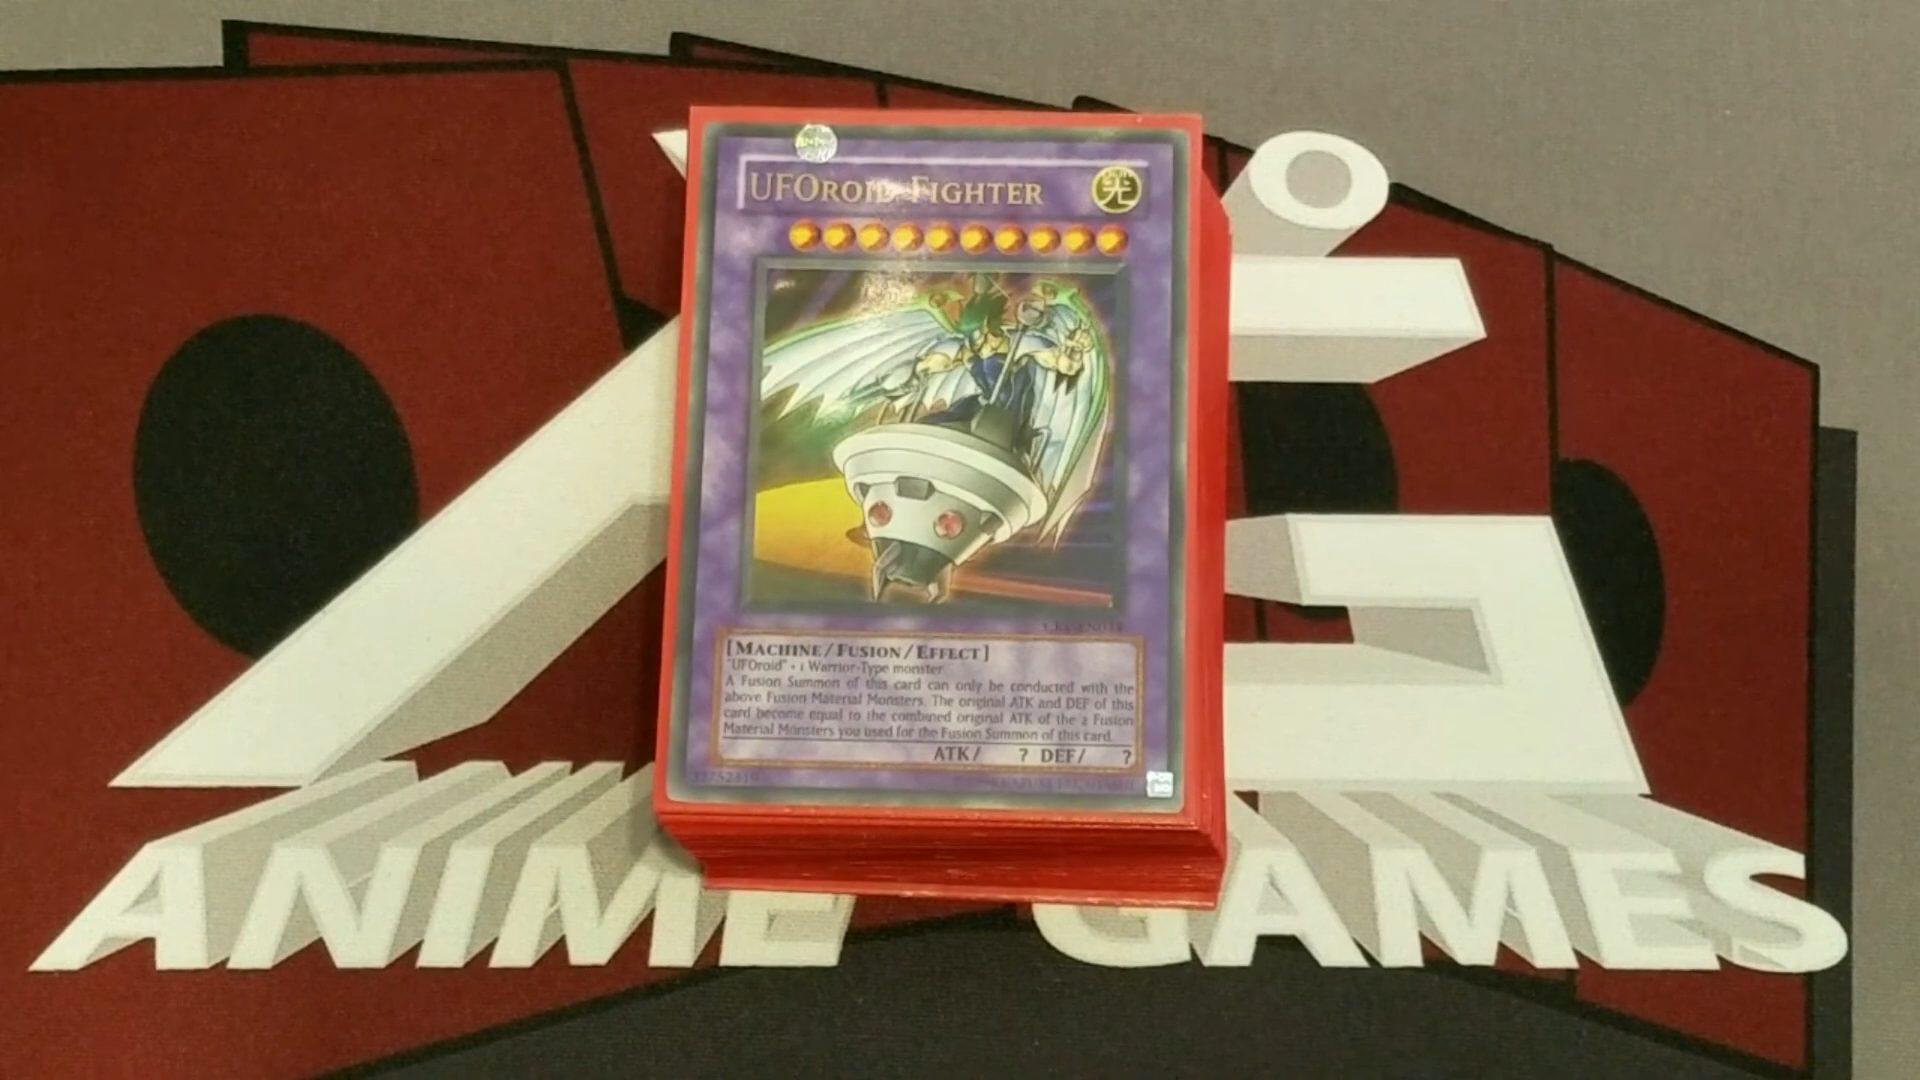 UFOROID FIGHTER
光
[MACHINE/FUSION/EFFECT]
"UFOroid" + 1 Warrior-Type monster
A Fusion Summon of this card can only be conducted with the
above Fusion Material Monsters. The original ATK and DEF of this
card become equal to the combined original ATK of the 2 Fusion
Material Monsters you used for the Fusion Summon of this card.
ATK/ ? DEF/ ?
ANIME GAMES